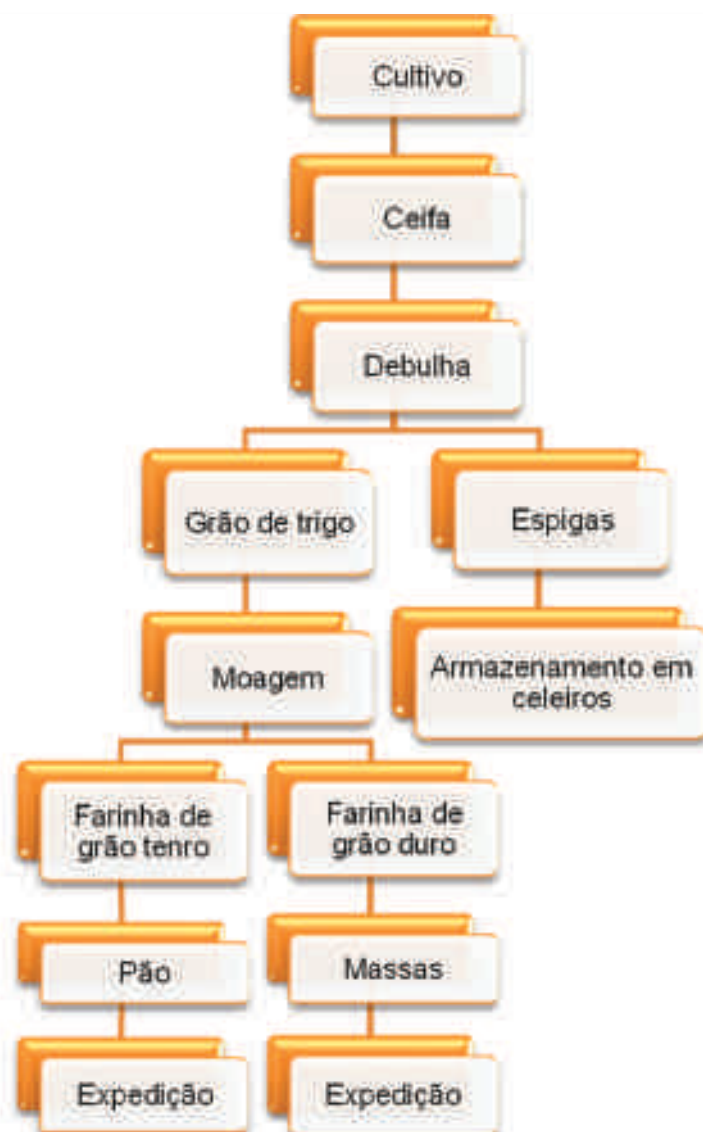 Cultivo
Ceifa
Debulha
Grão de trigo
Espigas
Moagem
Armazenamento em
celeiros
Farinha de
grão tenro
Farinha de
grão duro
Pão
Massas
Expedição
Expedição